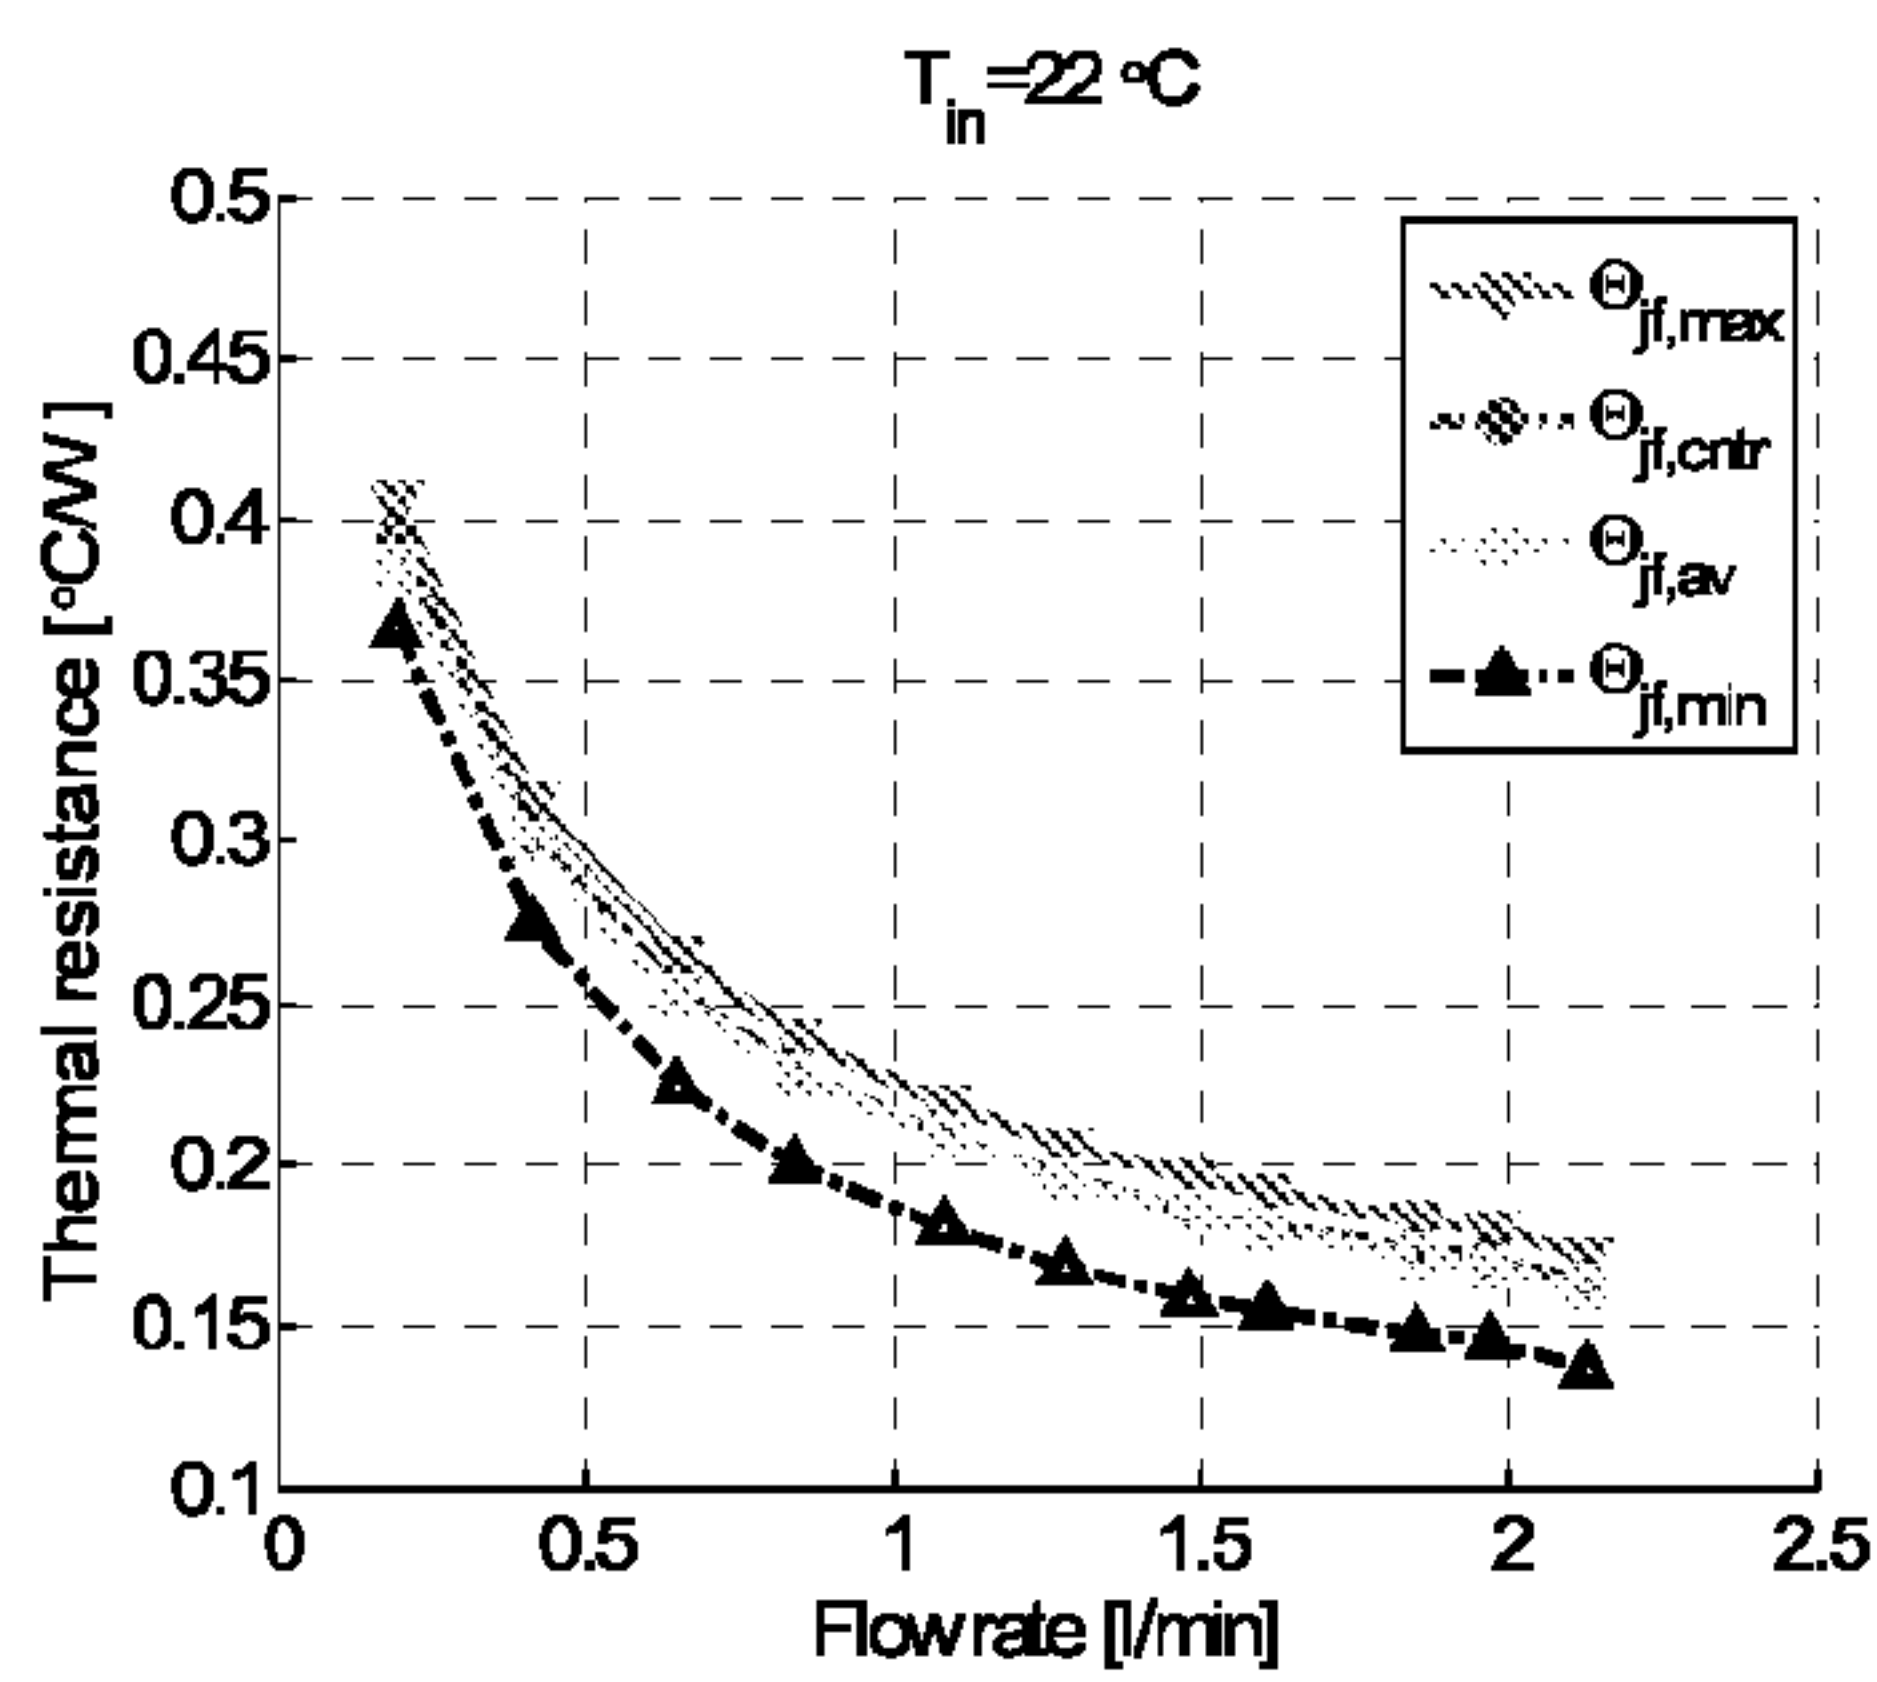 T_in=22 °C
Thermal resistance [°C/W]
0.5
0.45
0.4
0.35
0.3
0.25
0.2
0.15
0.1
0 0.5 1 1.5 2 2.5
Flow rate [l/min]
Θ_jf,max
Θ_jf,cntr
Θ_jf,av
Θ_jf,min